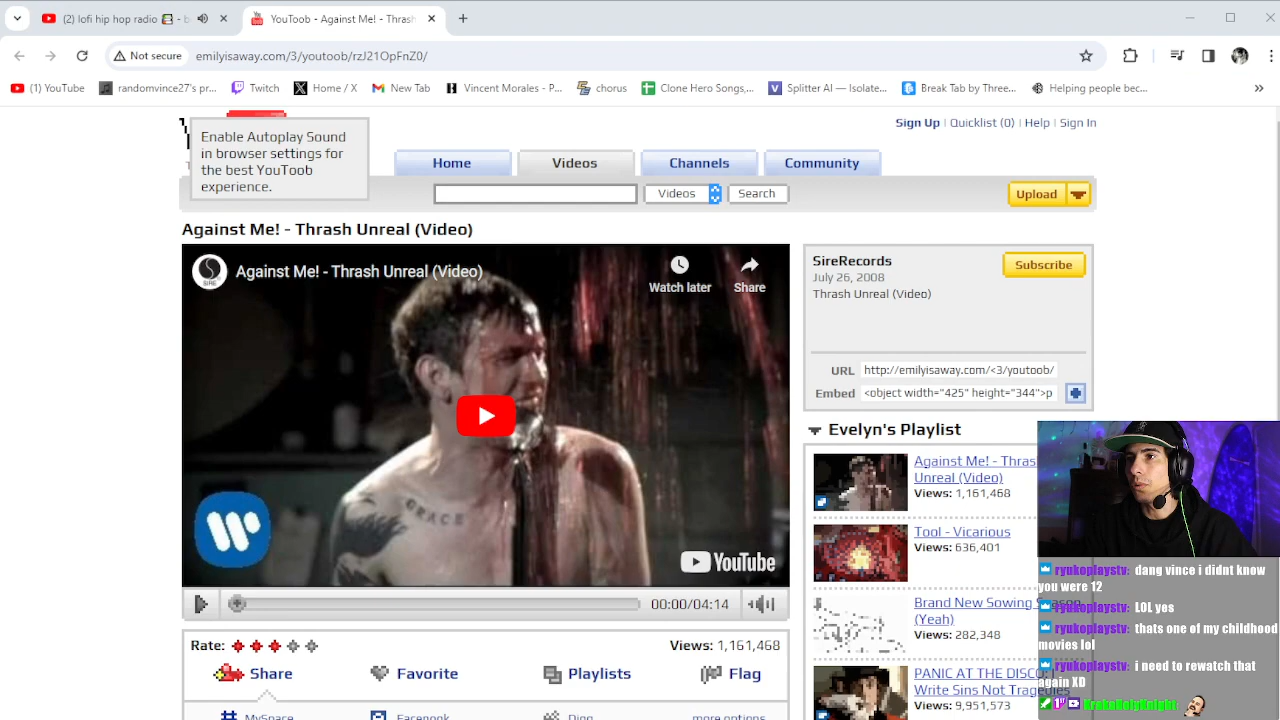 (2) lofi hip hop radio
YouToob - Against Me! - Thras
Not secure
emilyisaway.com/3/youtoob/rzJ21OpFnZ0/
(1) YouTube
randomvince27's pr...
Twitch
Home / X
New Tab
Vincent Morales - P...
chorus
Clone Hero Songs,...
Splitter AI — Isolate...
Break Tab by Three...
Helping people bec...
»
Enable Autoplay Sound
in browser settings for
the best YouToob
experience.
Sign Up | Quicklist (0) | Help | Sign In
Home
Videos
Channels
Community
Videos
Search
Upload
Against Me! - Thrash Unreal (Video)
SIRE
Against Me! - Thrash Unreal (Video)
Watch later
Share
GRACE
YouTube
00:00/04:14
Rate:
Views: 1,161,468
Share
Favorite
Playlists
Flag
MySpace
Facebook
Digg
more options
SireRecords
July 26, 2008
Thrash Unreal (Video)
Subscribe
URL
http://emilyisaway.com/<3/youtoob/
Embed
<object width="425" height="344">p
Evelyn's Playlist
Against Me! - Thras
Unreal (Video)
Views: 1,161,468
Tool - Vicarious
Views: 636,401
Brand New Sowing Season
(Yeah)
Views: 282,348
PANIC AT THE DISCO: I
Write Sins Not Tragedies
Views: 9,951,573
ryukoplaystv: dang vince i didnt know
you were 12
ryukoplaystv: LOL yes
ryukoplaystv: thats one of my childhood
movies lol
ryukoplaystv: i need to rewatch that
again XD